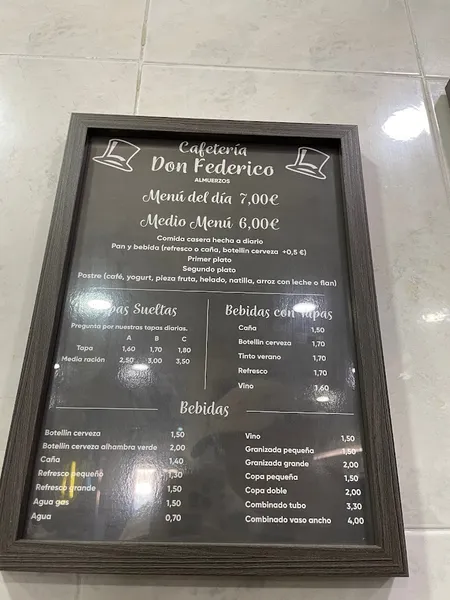 Cafetería
Don Federico
ALMUERZOS
Menú del día 7,00€
Medio Menú 6,00€
Comida casera hecha a diario
Pan y bebida (refresco o caña, botellin cerveza +0,5 €)
Primer plato
Segundo plato
Postre (café, yogurt, pieza fruta, helado, natilla, arroz con leche o flan)
Tapas Sueltas
Pregunta por nuestras tapas diarias.
A B C
Tapa 1,60 1,70 1,80
Media ración 2,50 3,00 3,50
Bebidas con Tapas
Caña 1,50
Botellin cerveza 1,70
Tinto verano 1,70
Refresco 1,70
Vino 1,60
Bebidas
Botellin cerveza 1,50
Botellin cerveza alhambra verde 2,00
Caña 1,40
Refresco pequeño 1,30
Refresco grande 1,50
Agua gas 1,50
Agua 0,70
Vino 1,50
Granizada pequeña 1,50
Granizada grande 2,00
Copa pequeña 1,50
Copa doble 2,00
Combinado tubo 3,30
Combinado vaso ancho 4,00